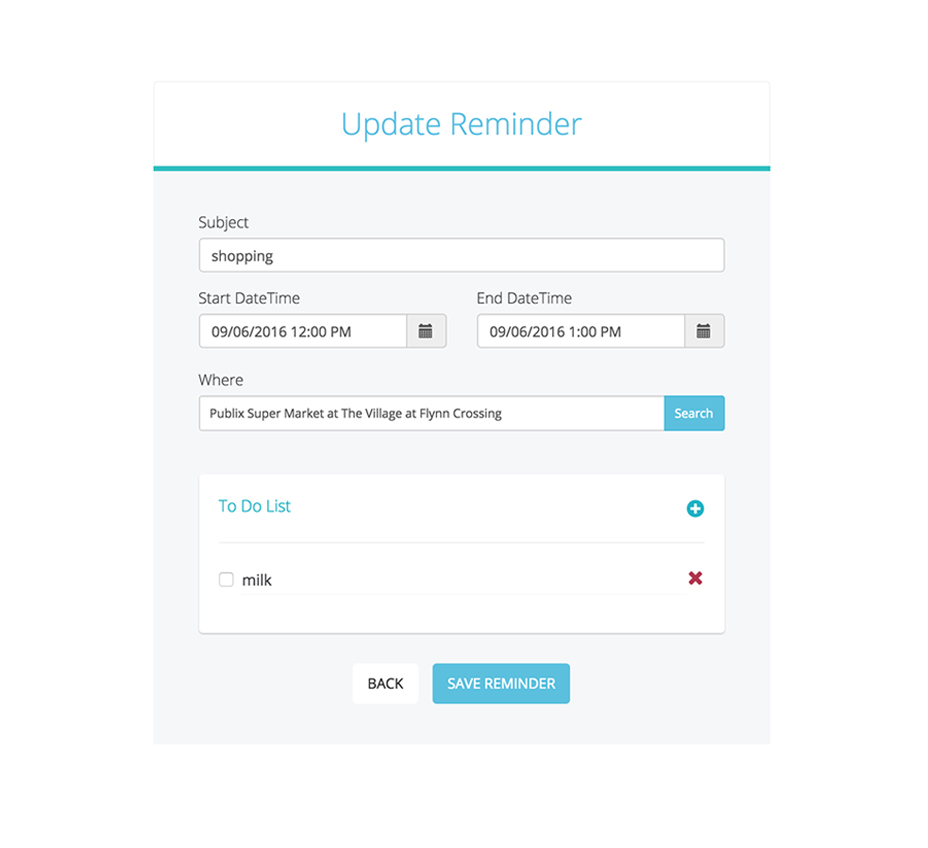 Update Reminder
Subject
shopping
Start DateTime End DateTime
09/06/2016 12:00 PM 09/06/2016 1:00 PM
Where
Publix Super Market at The Village at Flynn Crossing Search
To Do List
milk
BACK SAVE REMINDER